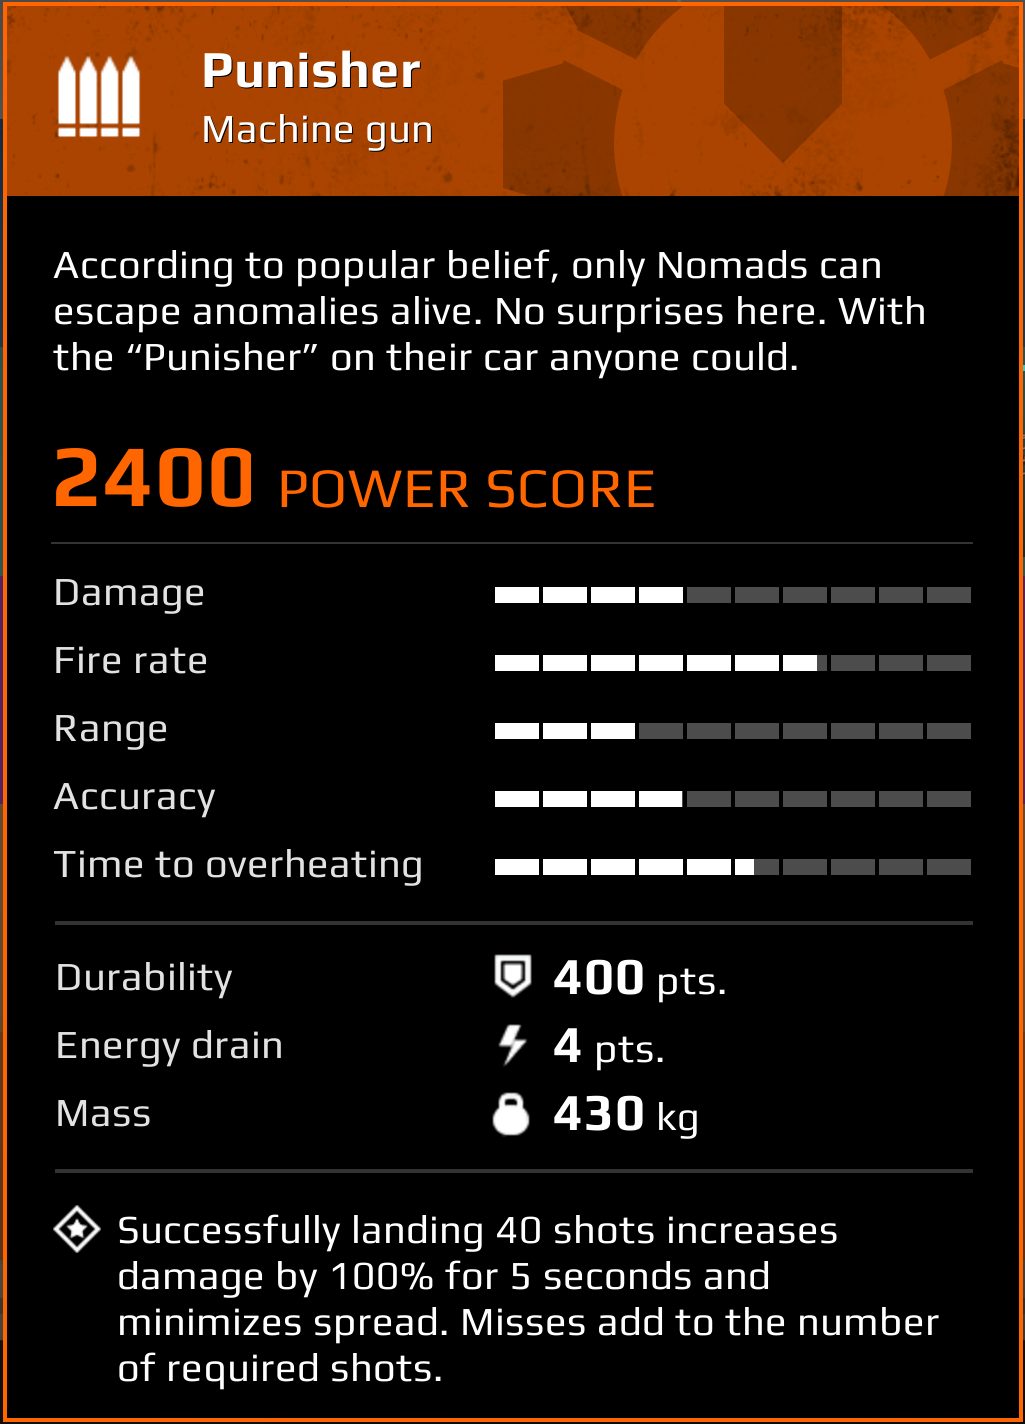 Punisher
Machine gun
According to popular belief, only Nomads can
escape anomalies alive. No surprises here. With
the “Punisher” on their car anyone could.
2400 POWER SCORE
Damage
Fire rate
Range
Accuracy
Time to overheating
Durability 400 pts.
Energy drain 4 pts.
Mass 430 kg
Successfully landing 40 shots increases
damage by 100% for 5 seconds and
minimizes spread. Misses add to the number
of required shots.